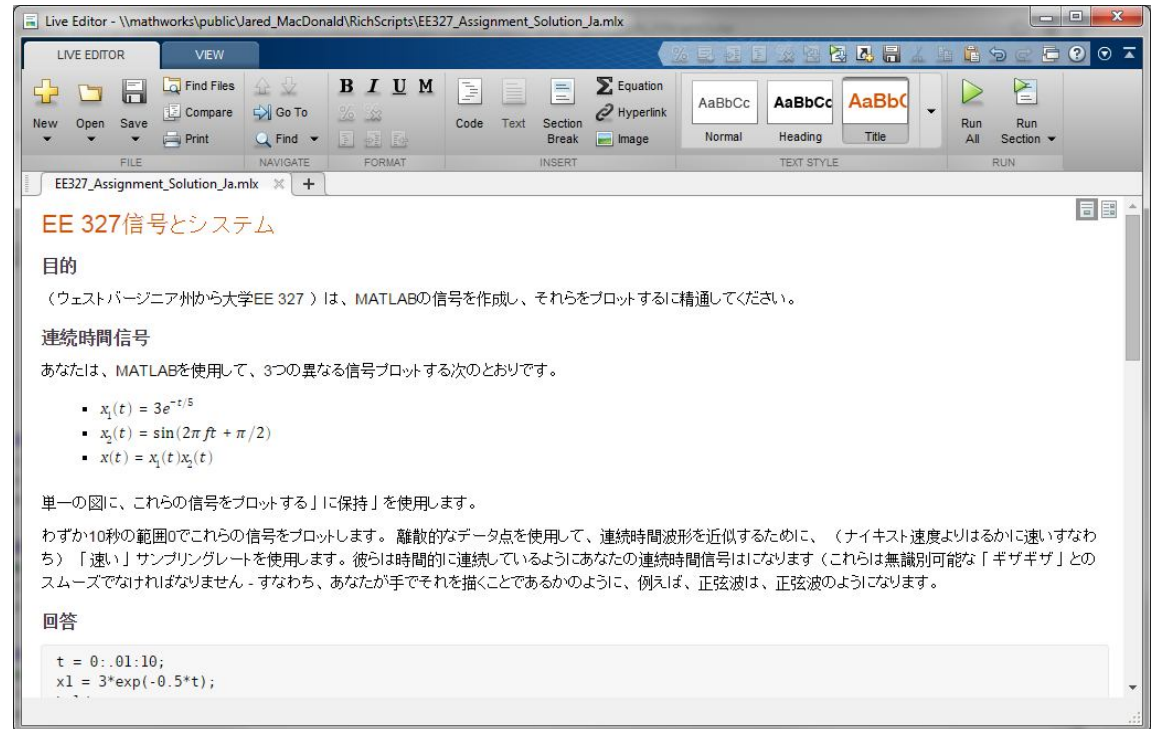 Live Editor - \\mathworks\public\Jared_MacDonald\RichScripts\EE327_Assignment_Solution_Ja.mlx
LIVE EDITOR VIEW
New Open Save Find Files Compare Print
FILE
Go To Find
NAVIGATE
B I U M
FORMAT
Code Text Section Break Equation Hyperlink Image
INSERT
AaBbCc Normal AaBbCc Heading AaBb Title
TEXT STYLE
Run All Run Section
RUN
EE327_Assignment_Solution_Ja.mlx
EE 327信号とシステム
目的
（ウェストバージニア州から大学EE 327 ）は、MATLABの信号を作成し、それらをプロットするに精通してください。
連続時間信号
あなたは、MATLABを使用して、3つの異なる信号プロットする次のとおりです。
▪ x₁(t) = 3e^{-t/5}
▪ x₂(t) = sin(2π ft + π/2)
▪ x(t) = x₁(t)x₂(t)
単一の図に、これらの信号をプロットする」に保持」を使用します。
わずか10秒の範囲0でこれらの信号をプロットします。 離散的なデータ点を使用して、連続時間波形を近似するために、 （ナイキスト速度よりはるかに速いすなわ
ち） 「速い」サンプリングレートを使用します。彼らは時間的に連続しているようにあなたの連続時間信号はになります（これらは無識別可能な「ギザギザ」との
スムーズでなければなりません - すなわち、あなたが手でそれを描くことであるかのように、例えば、正弦波は、正弦波のようになります。
回答
t = 0:.01:10;
x1 = 3*exp(-0.5*t);